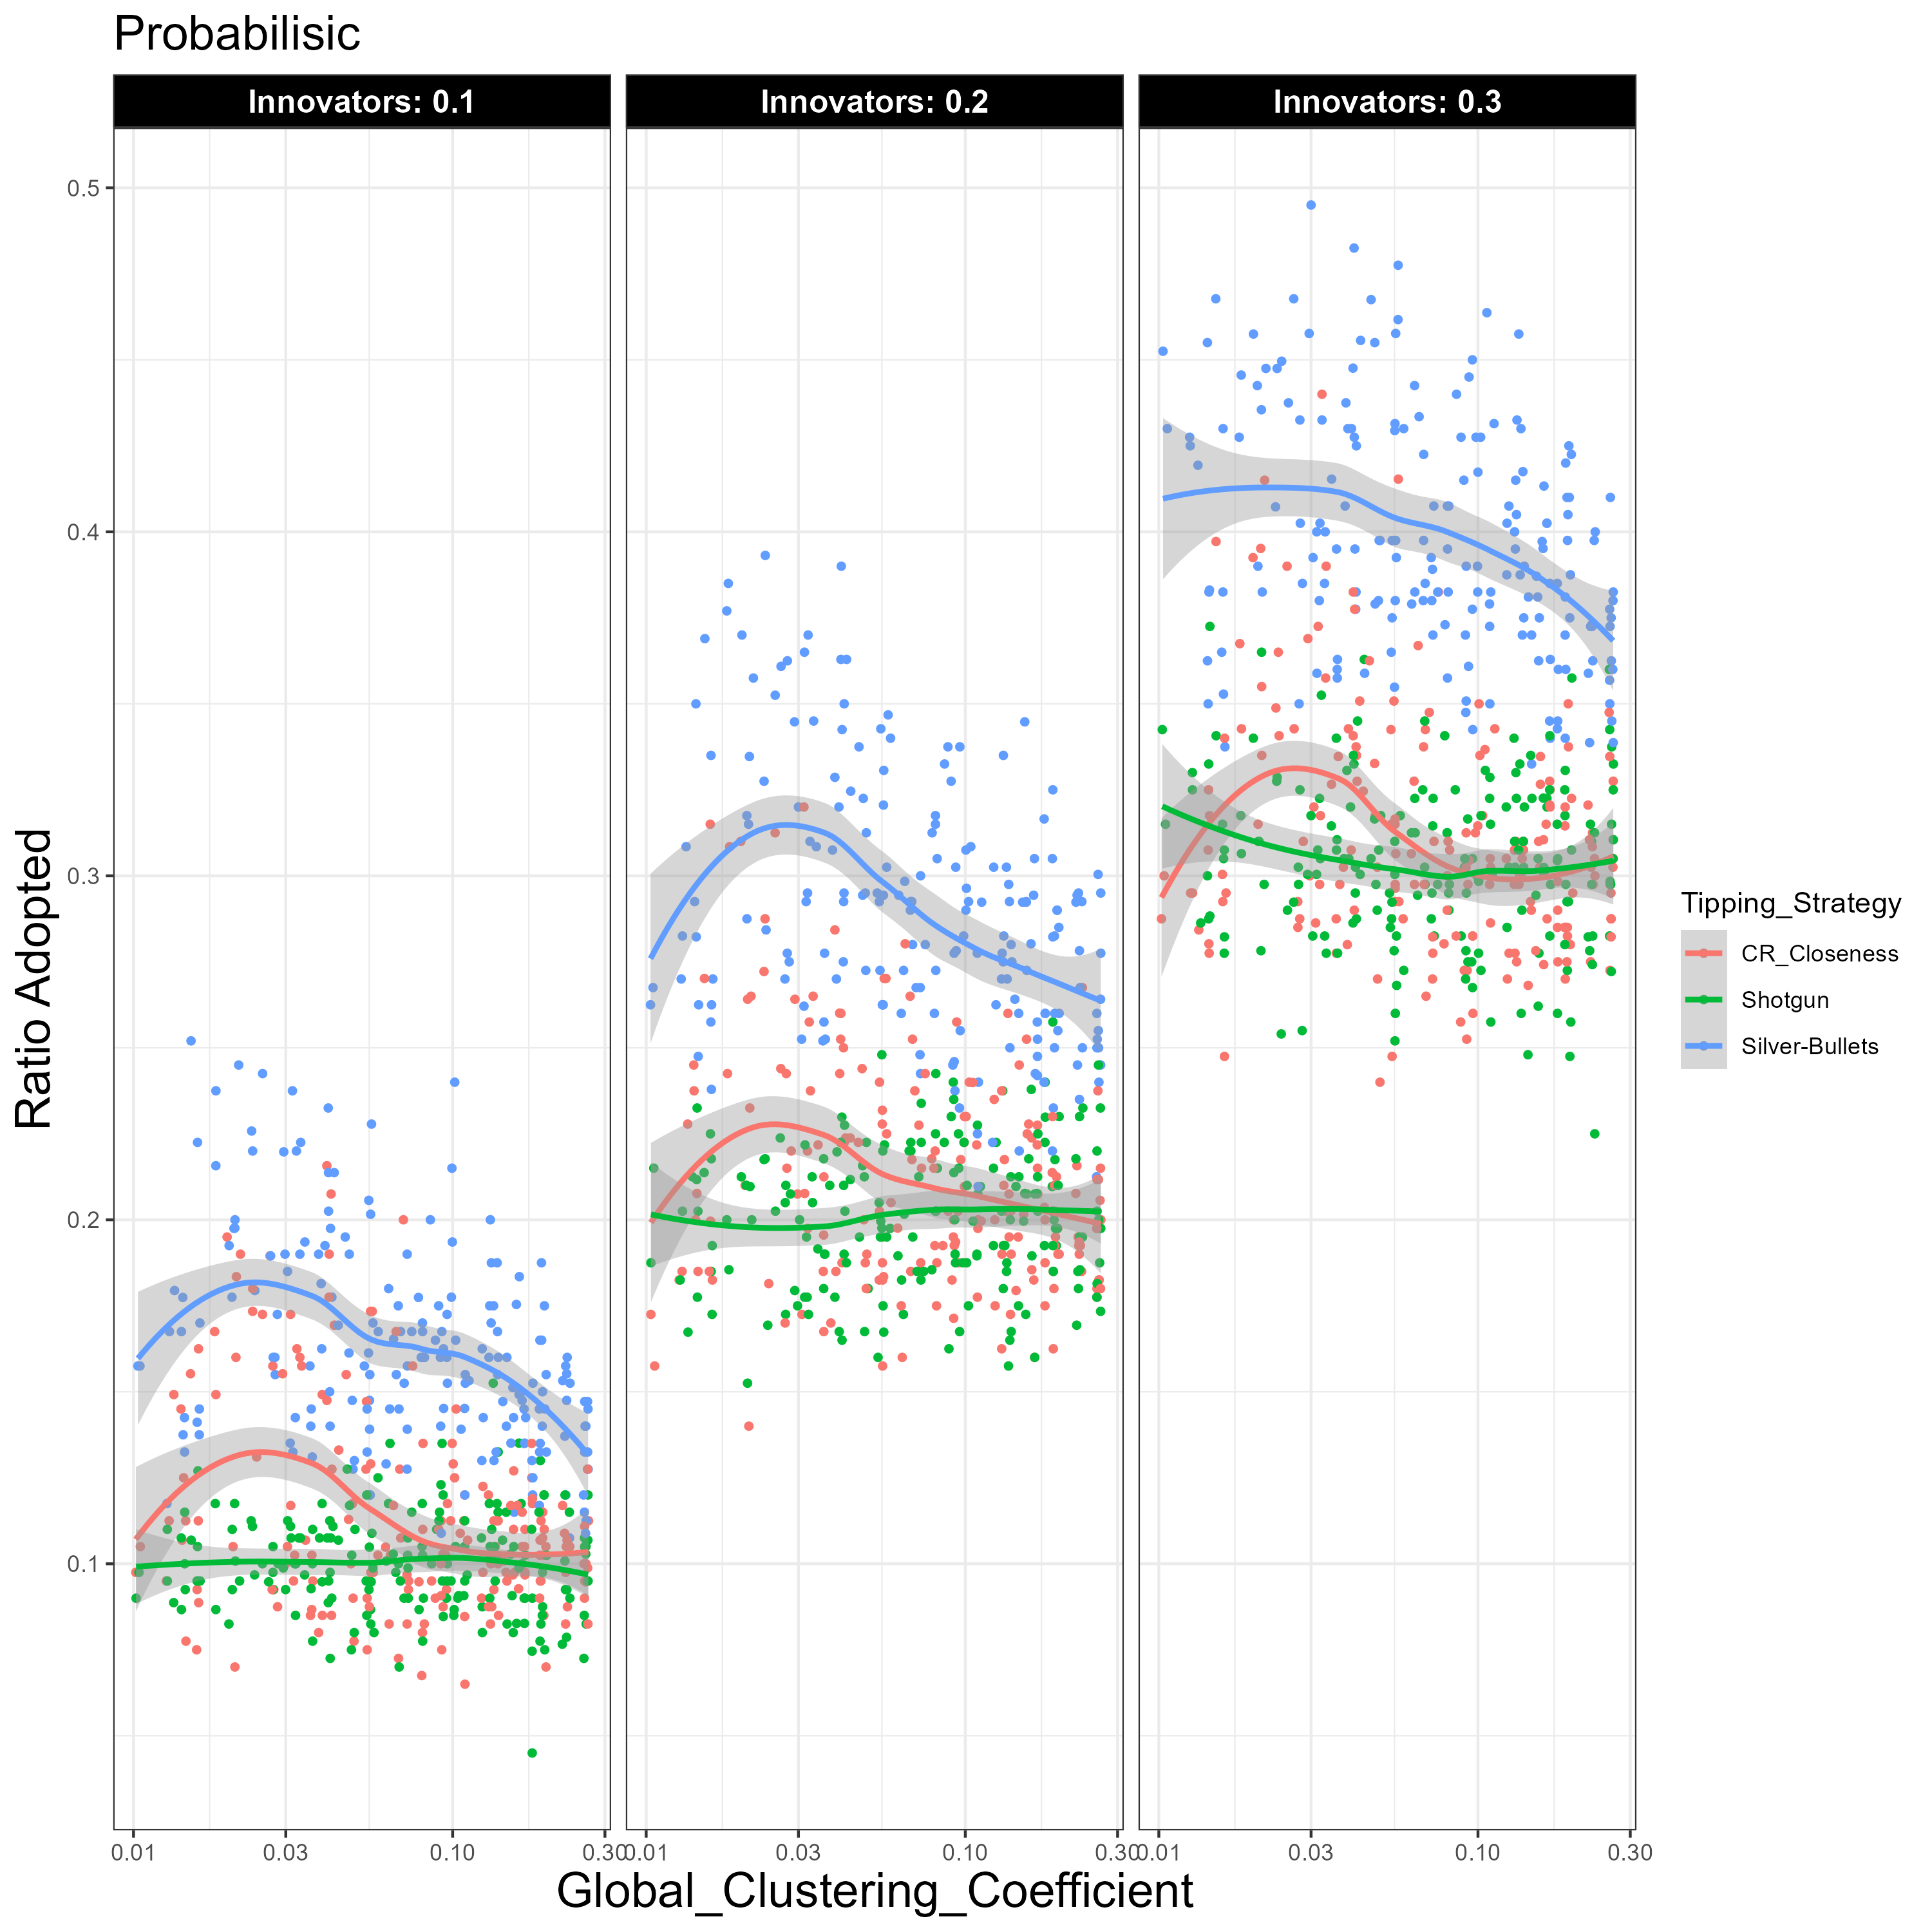 Probabilisic
Innovators: 0.1
Innovators: 0.2
Innovators: 0.3
0.5
0.4
0.3
0.2
0.1
Ratio Adopted
0.01 0.03 0.10 0.30
0.01 0.03 0.10 0.30
0.01 0.03 0.10 0.30
Global_Clustering_Coefficient
Tipping_Strategy
CR_Closeness
Shotgun
Silver-Bullets